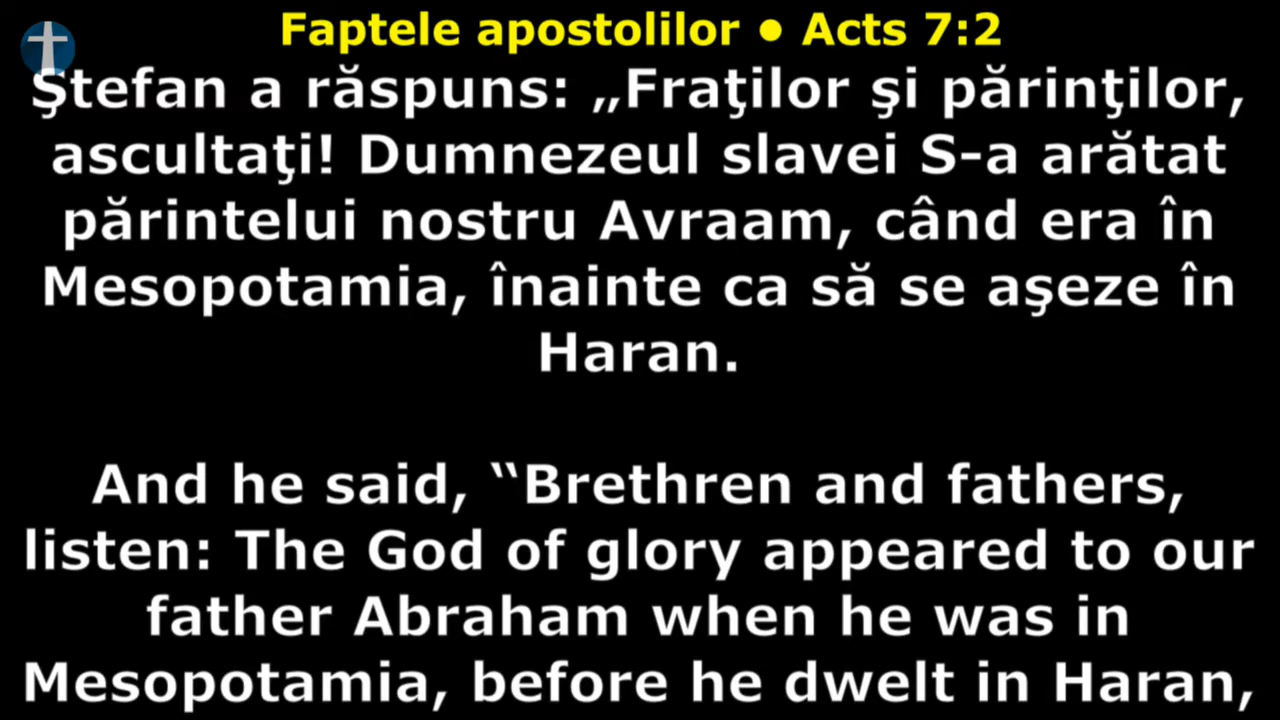 Faptele apostolilor ● Acts 7:2
Ştefan a răspuns: „Fraţilor şi părinţilor,
ascultaţi! Dumnezeul slavei S-a arătat
părintelui nostru Avraam, când era în
Mesopotamia, înainte ca să se aşeze în
Haran.
And he said, “Brethren and fathers,
listen: The God of glory appeared to our
father Abraham when he was in
Mesopotamia, before he dwelt in Haran,